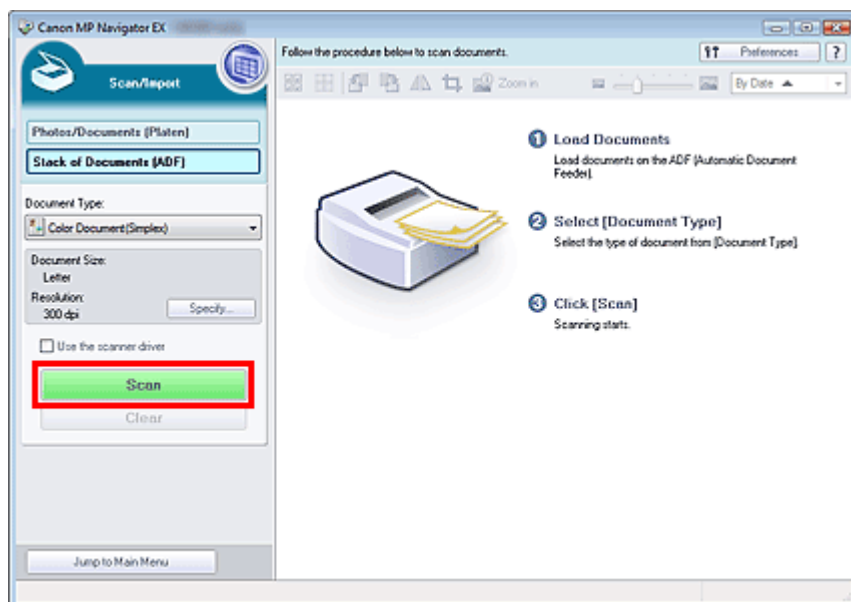 Canon MP Navigator EX
Scan/Import
Photos/Documents (Platen)
Stack of Documents (ADF)
Document Type:
Color Document(Simplex)
Document Size:
Letter
Resolution:
300 dpi
Specify...
Use the scanner driver
Scan
Clear
Jump to Main Menu
Follow the procedure below to scan documents.
Preferences
?
Zoom in
By Date
1 Load Documents
Load documents on the ADF (Automatic Document
Feeder).
2 Select [Document Type]
Select the type of document from [Document Type].
3 Click [Scan]
Scanning starts.